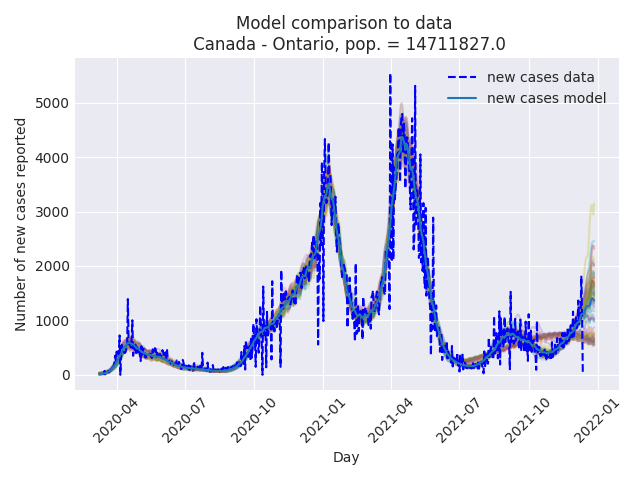 Model comparison to data
Canada - Ontario, pop. = 14711827.0
new cases data
new cases model
Number of new cases reported
5000
4000
3000
2000
1000
0
2020-04
2020-07
2020-10
2021-01
2021-04
2021-07
2021-10
2022-01
Day